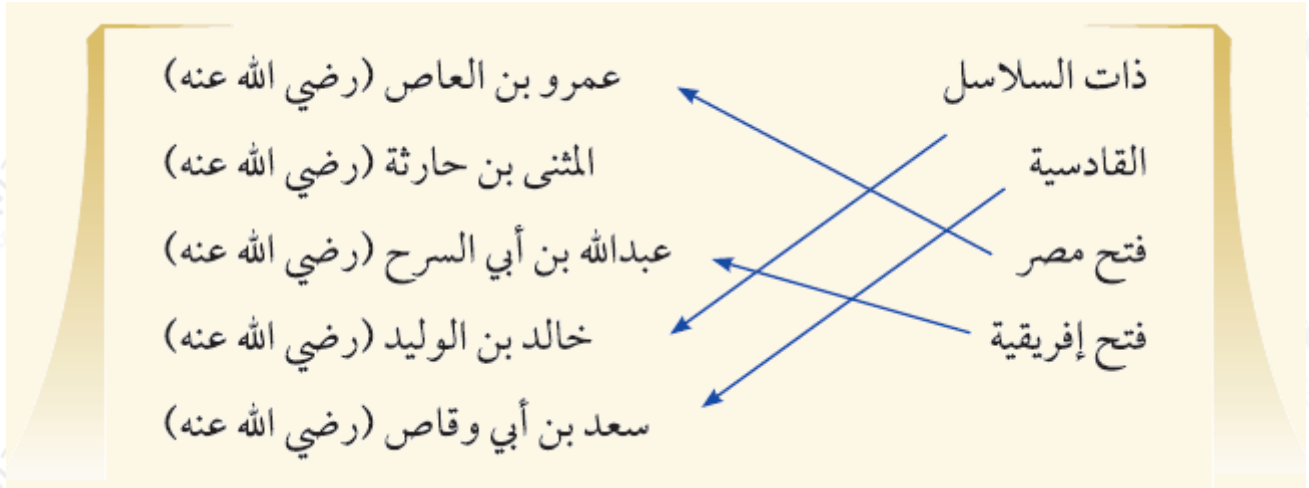 ذات السلاسل
عمرو بن العاص (رضي الله عنه)
القادسية
المثنى بن حارثة (رضي الله عنه)
فتح مصر
عبدالله بن أبي السرح (رضي الله عنه)
فتح إفريقية
خالد بن الوليد (رضي الله عنه)
سعد بن أبي وقاص (رضي الله عنه)